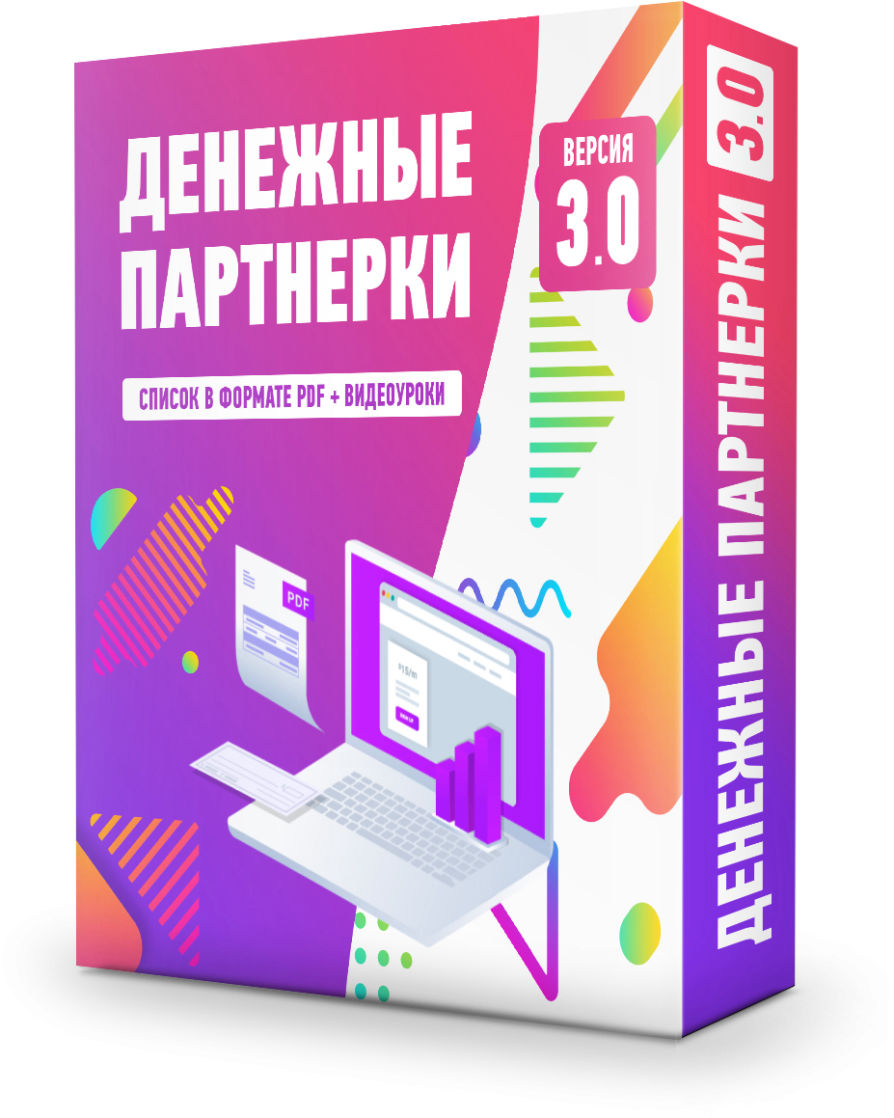 ДЕНЕЖНЫЕ
ПАРТНЕРКИ
СПИСОК В ФОРМАТЕ PDF + ВИДЕОУРОКИ
ВЕРСИЯ
3.0
PDF
ДЕНЕЖНЫЕ ПАРТНЕРКИ 3.0